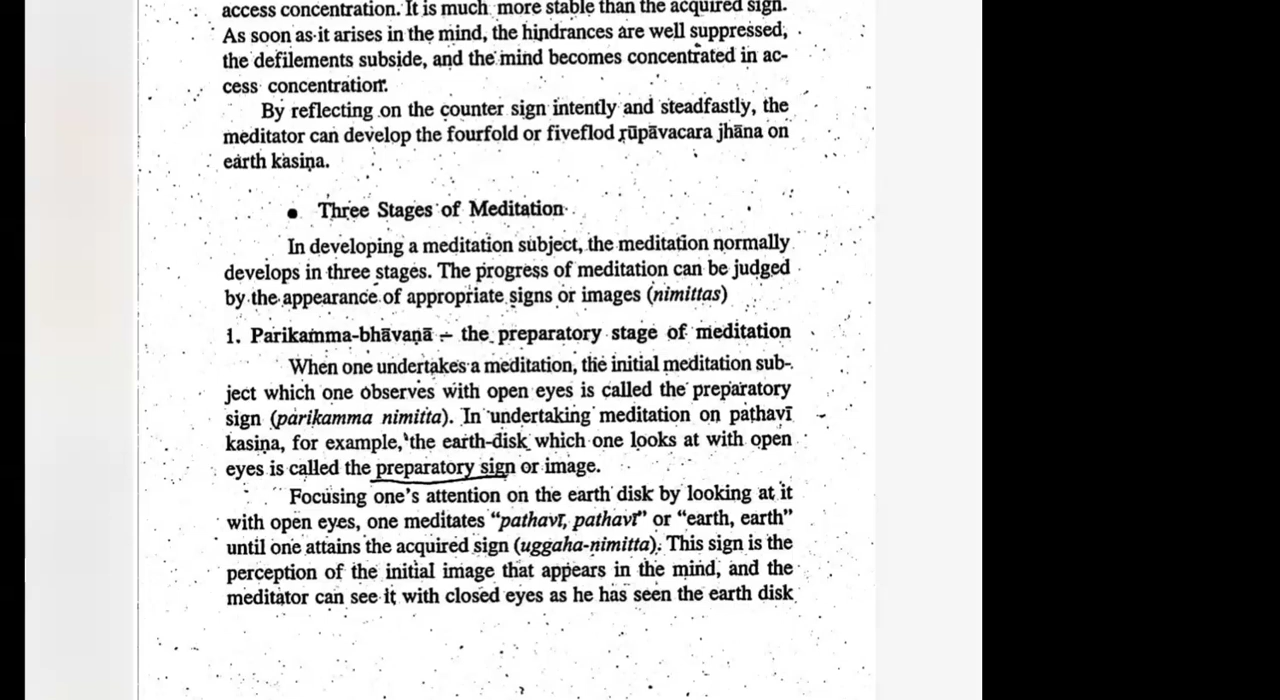 access concentration. It is much more stable than the acquired sign.
As soon as it arises in the mind, the hindrances are well suppressed,
the defilements subside, and the mind becomes concentrated in ac-
cess concentration.
By reflecting on the counter sign intently and steadfastly, the
meditator can develop the fourfold or fiveflod rūpāvacara jhāna on
earth kasiṇa.
• Three Stages of Meditation
In developing a meditation subject, the meditation normally
develops in three stages. The progress of meditation can be judged
by the appearance of appropriate signs or images (nimittas)
1. Parikamma-bhāvaṇā – the preparatory stage of meditation
When one undertakes a meditation, the initial meditation sub-
ject which one observes with open eyes is called the preparatory
sign (parikamma nimitta). In undertaking meditation on paṭhavī
kasiṇa, for example, the earth-disk which one looks at with open
eyes is called the preparatory sign or image.
Focusing one's attention on the earth disk by looking at it
with open eyes, one meditates “pathavī, pathavī” or “earth, earth”
until one attains the acquired sign (uggaha-nimitta). This sign is the
perception of the initial image that appears in the mind, and the
meditator can see it with closed eyes as he has seen the earth disk